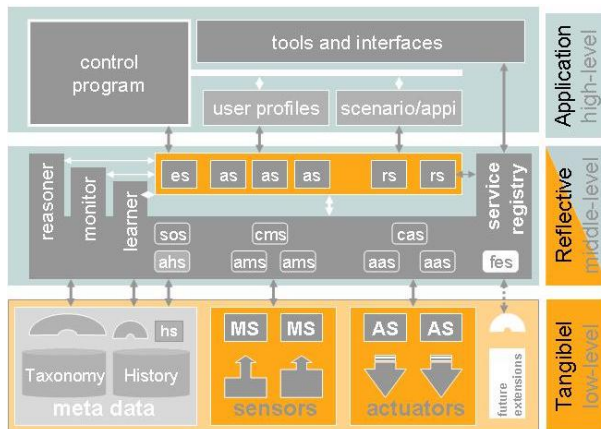 control
program
tools and interfaces
user profiles
scenario/appi
Application
high-level
reasoner
monitor
learner
es
as
as
as
rs
rs
service
registry
sos
cms
cas
ahs
ams
ams
aas
aas
fes
Reflective
middle-level
hs
MS
MS
AS
AS
Taxonomy
History
meta data
sensors
actuators
future
extensions
Tangiblel
low-level